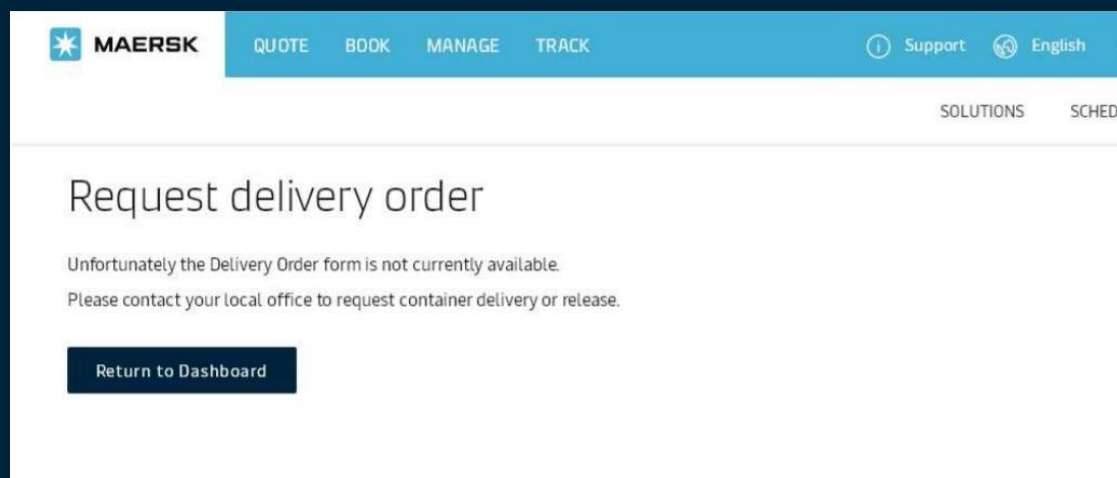 MAERSK QUOTE BOOK MANAGE TRACK Support English
SOLUTIONS SCHED
Request delivery order
Unfortunately the Delivery Order form is not currently available.
Please contact your local office to request container delivery or release.
Return to Dashboard